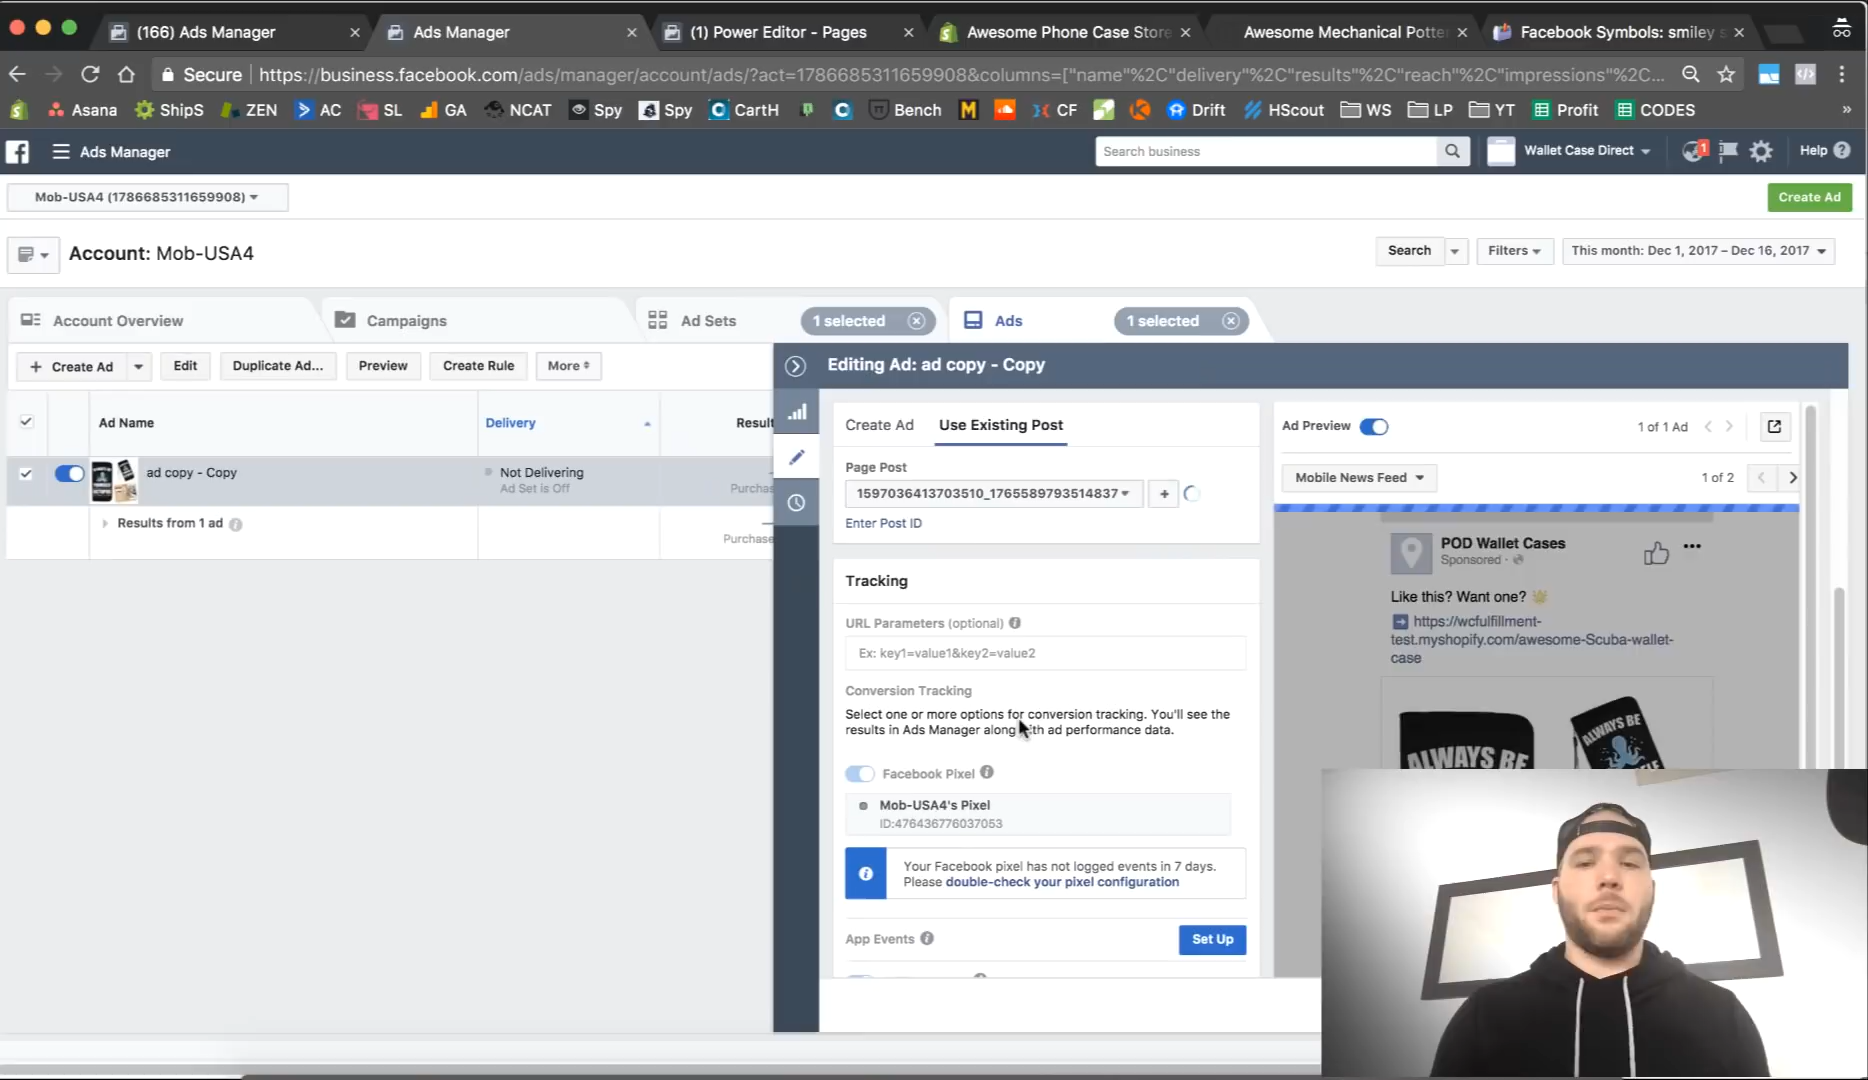 (166) Ads Manager
Ads Manager
(1) Power Editor - Pages
Awesome Phone Case Store
Awesome Mechanical Potte
Facebook Symbols: smiley s
Secure
https://business.facebook.com/ads/manager/account/ads/?act=1786685311659908&columns=["name"%2C"delivery"%2C"results"%2C"reach"%2C"impressions"%2C...
Asana
ShipS
ZEN
AC
SL
GA
NCAT
Spy
Spy
CartH
Bench
CF
Drift
HScout
WS
LP
YT
Profit
CODES
»
Ads Manager
Search business
Wallet Case Direct
1
Help
Mob-USA4 (1786685311659908)
Create Ad
Account: Mob-USA4
Search
Filters
This month: Dec 1, 2017 – Dec 16, 2017
Account Overview
Campaigns
Ad Sets
1 selected
Ads
1 selected
+ Create Ad
Edit
Duplicate Ad...
Preview
Create Rule
More
Editing Ad: ad copy - Copy
Ad Name
Delivery
Result
ad copy - Copy
Not Delivering
Ad Set is Off
Purchas
Results from 1 ad
Purchase
Create Ad
Use Existing Post
Page Post
1597036413703510_1765589793514837
+
Enter Post ID
Tracking
URL Parameters (optional)
Ex: key1=value1&key2=value2
Conversion Tracking
Select one or more options for conversion tracking. You'll see the
results in Ads Manager along with ad performance data.
Facebook Pixel
Mob-USA4's Pixel
ID:476436776037053
Your Facebook pixel has not logged events in 7 days.
Please double-check your pixel configuration
App Events
Set Up
Ad Preview
1 of 1 Ad
Mobile News Feed
1 of 2
POD Wallet Cases
Sponsored ·
Like this? Want one?
https://wcfulfillment-
test.myshopify.com/awesome-Scuba-wallet-
case
ALWAYS BE
ALWAYS BE